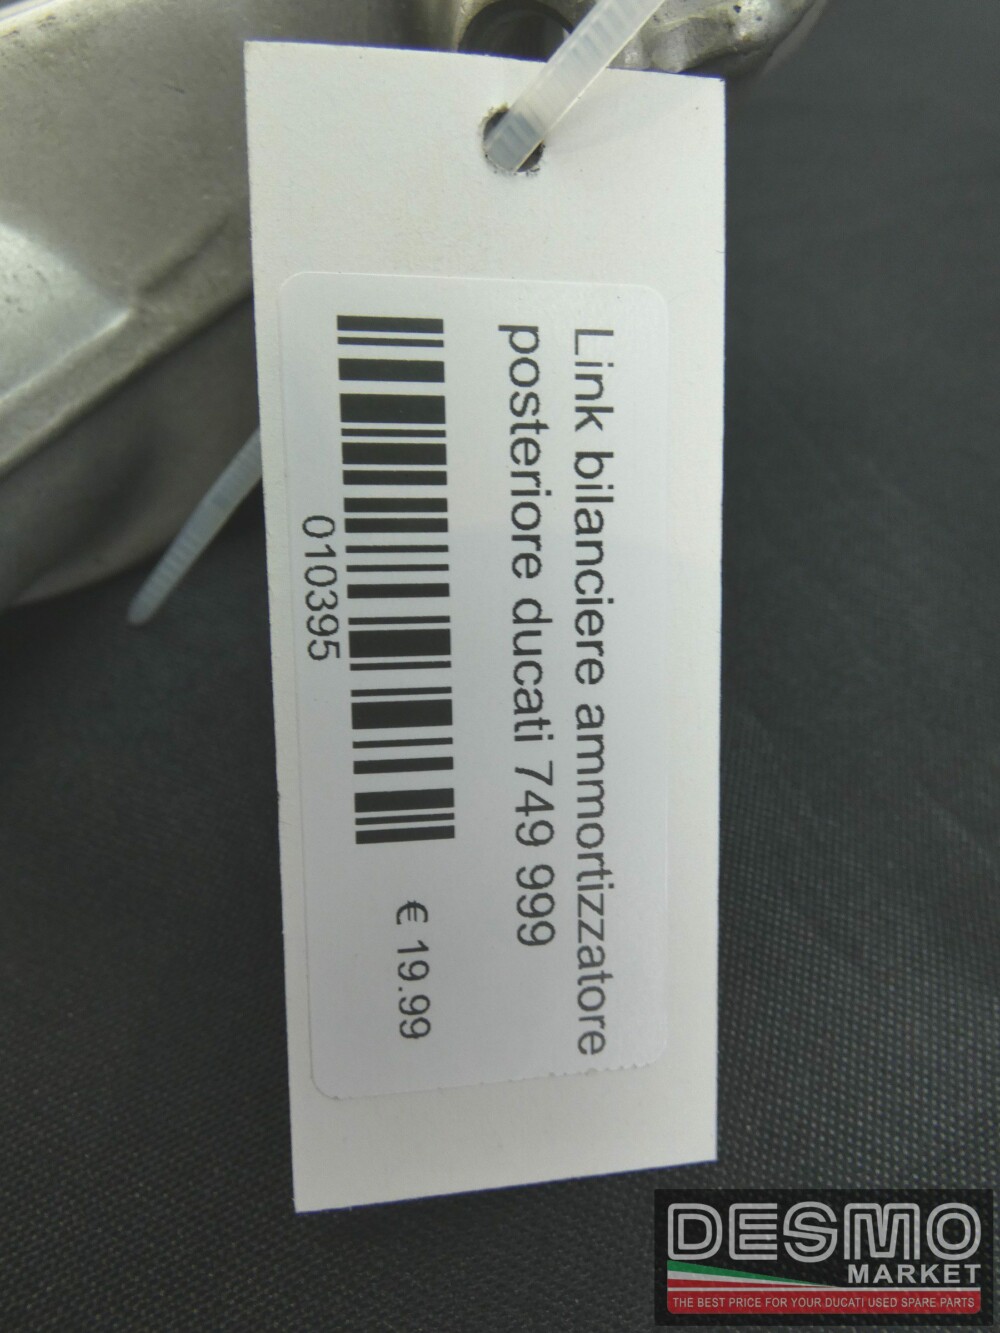 Link bilanciere ammortizzatore
posteriore ducati 749 999
010395
€ 19.99
DESMO
MARKET
THE BEST PRICE FOR YOUR DUCATI USED SPARE PARTS